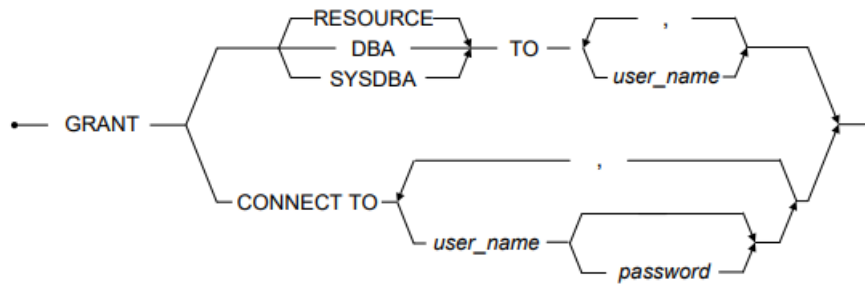 RESOURCE
DBA TO ,
SYSDBA user_name
GRANT
,
CONNECT TO
user_name
password